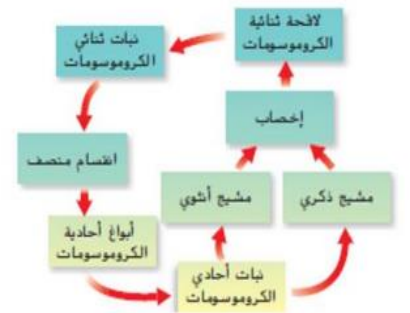 لاقحة ثنائية
الكروموسومات
نبات ثنائي
الكروموسومات
إخصاب
انقسام منصف
مشيج ذكري
مشيج أنثوي
أبواغ أحادية
الكروموسومات
نبات أحادي
الكروموسومات